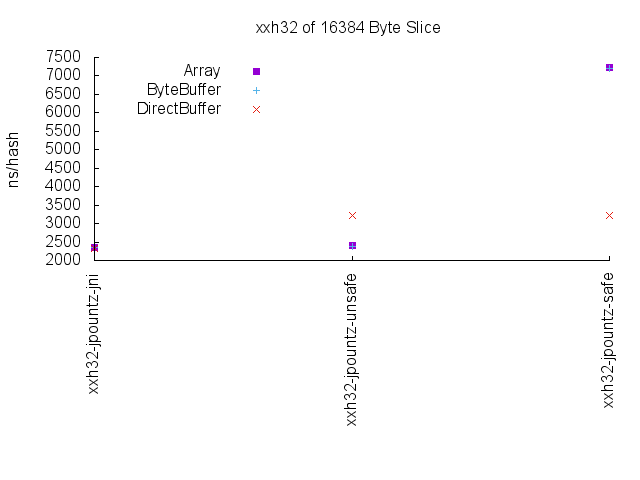 xxh32 of 16384 Byte Slice
7500
7000
6500
6000
5500
5000
4500
4000
3500
3000
2500
2000
ns/hash
Array
ByteBuffer
DirectBuffer
xxh32-jpountz-jni
xxh32-jpountz-unsafe
xxh32-jpountz-safe